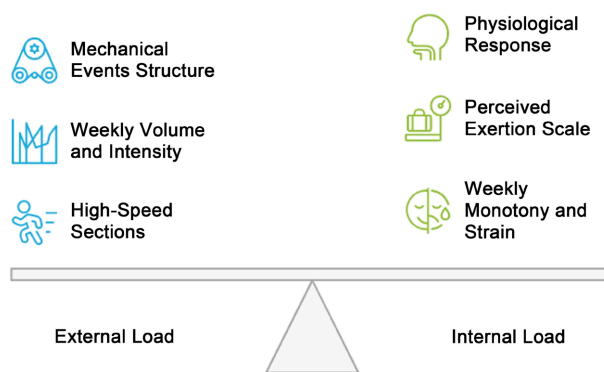 Mechanical
Events Structure
Weekly Volume
and Intensity
High-Speed
Sections
Physiological
Response
Perceived
Exertion Scale
Weekly
Monotony and
Strain
External Load
Internal Load